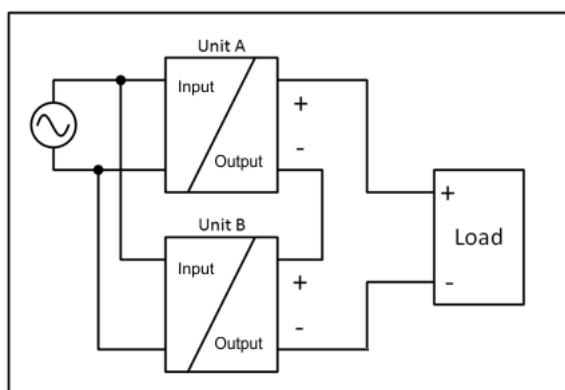 Unit A
Input
+
-
Output
+
Load
-
Unit B
Input
+
-
Output